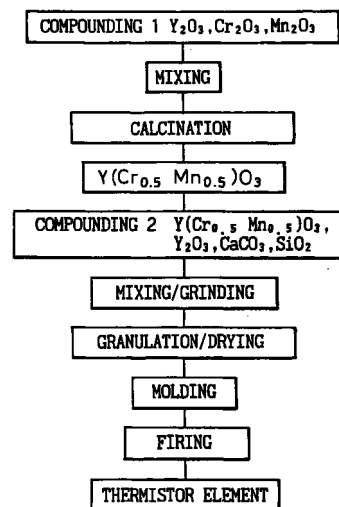 COMPOUNDING 1 Y₂O₃,Cr₂O₃,Mn₂O₃
MIXING
CALCINATION
Y(Cr₀.₅ Mn₀.₅)O₃
COMPOUNDING 2 Y(Cr₀.₅ Mn₀.₅)O₃,
Y₂O₃,CaCO₃,SiO₂
MIXING/GRINDING
GRANULATION/DRYING
MOLDING
FIRING
THERMISTOR ELEMENT